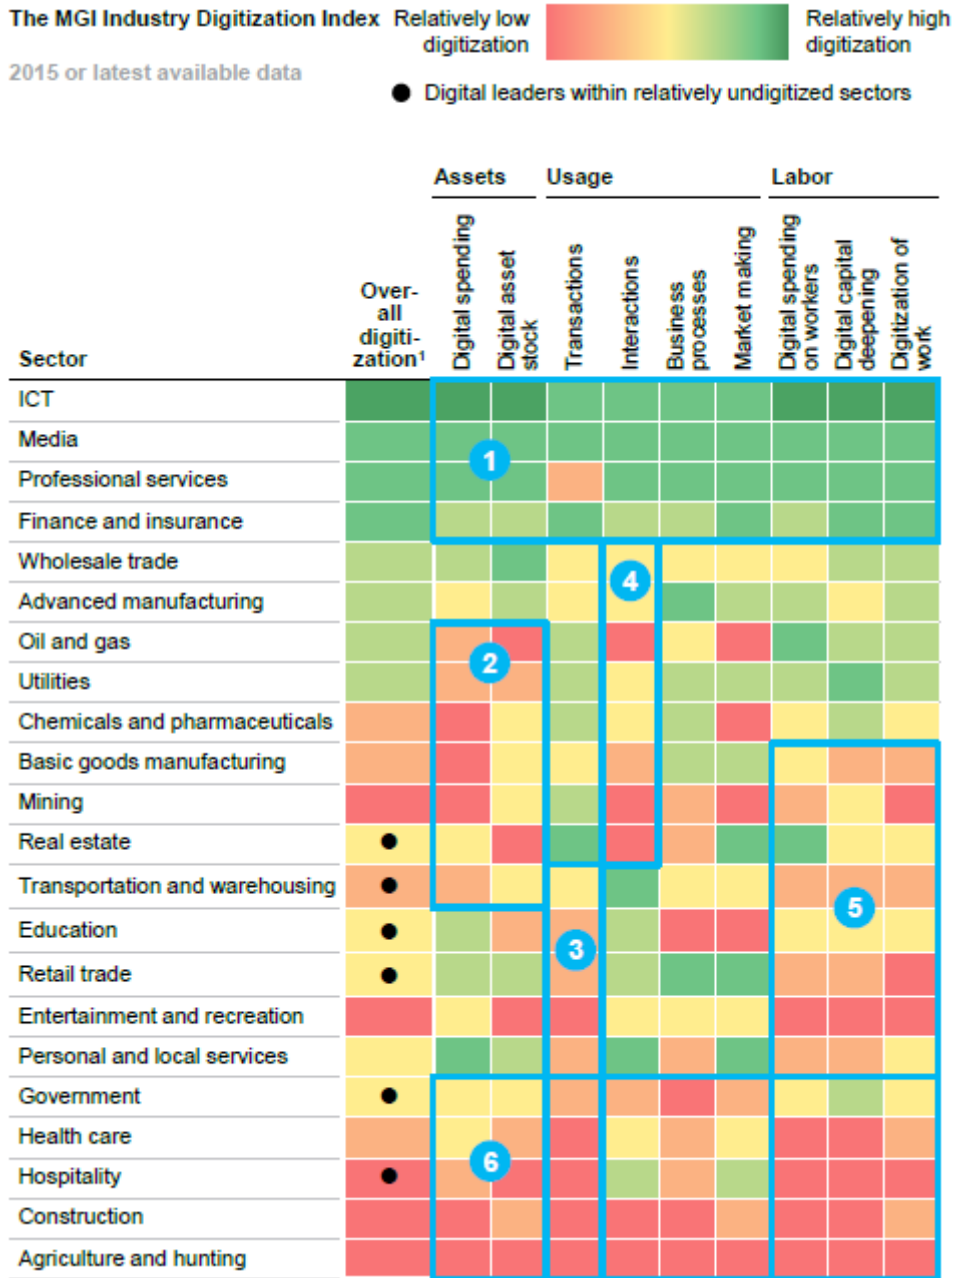 The MGI Industry Digitization Index
2015 or latest available data
Relatively low
digitization
Relatively high
digitization
Digital leaders within relatively undigitized sectors
Assets
Usage
Labor
Sector
Over-
all
digiti-
zation¹
Digital spending
Digital asset
stock
Transactions
Interactions
Business
processes
Market making
Digital spending
on workers
Digital capital
deepening
Digitization of
work
ICT
Media
1
Professional services
Finance and insurance
Wholesale trade
4
Advanced manufacturing
Oil and gas
2
Utilities
Chemicals and pharmaceuticals
Basic goods manufacturing
Mining
Real estate
Transportation and warehousing
5
Education
3
Retail trade
Entertainment and recreation
Personal and local services
Government
Health care
6
Hospitality
Construction
Agriculture and hunting